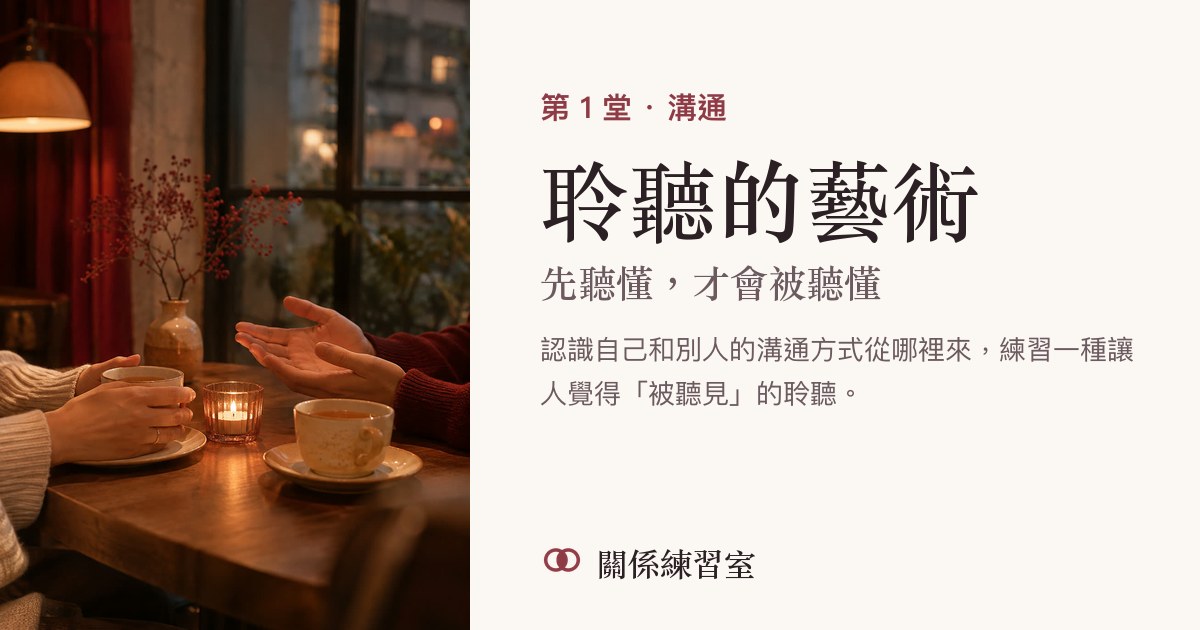 第 1 堂 · 溝通
聆聽的藝術
先聽懂，才會被聽懂
認識自己和別人的溝通方式從哪裡來，練習一種讓
人覺得「被聽見」的聆聽。
關係練習室